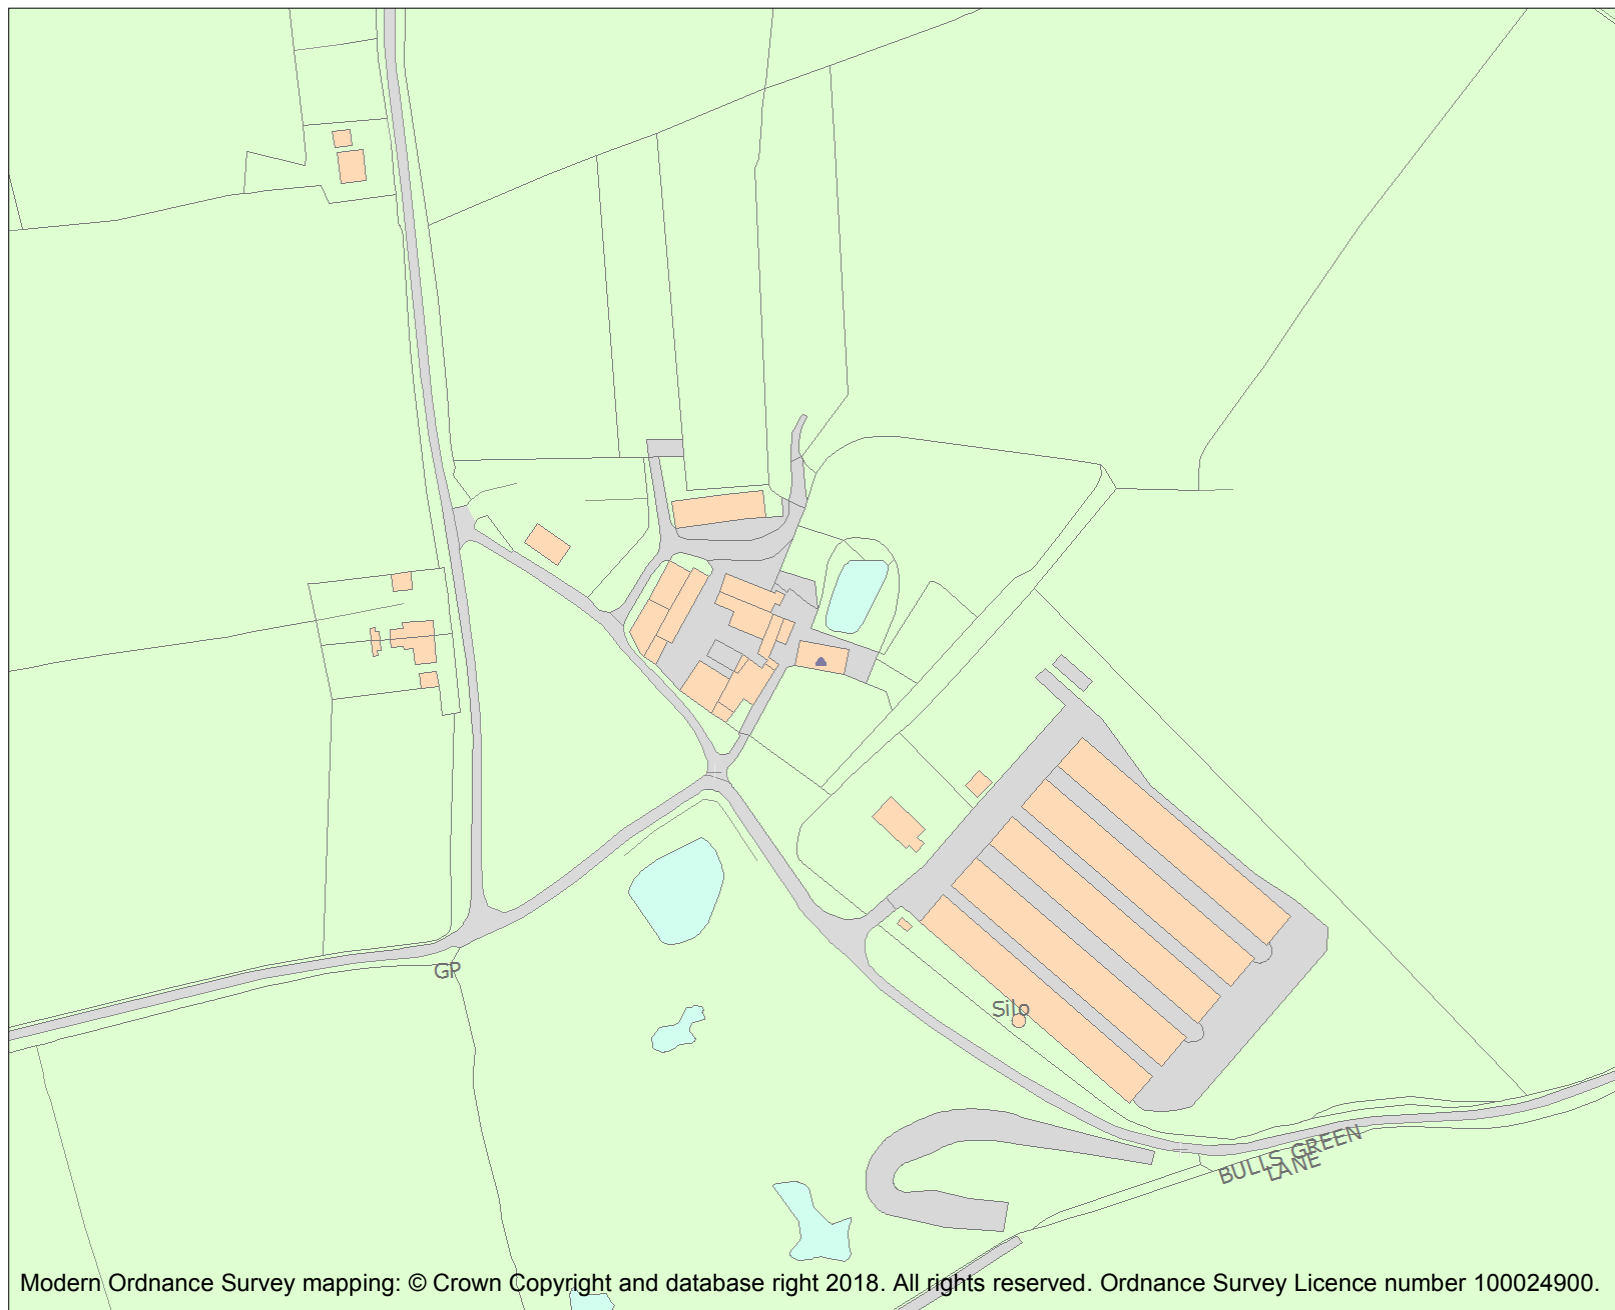 GP
Silo
BULLS GREEN
LANE
Modern Ordnance Survey mapping: © Crown Copyright and database right 2018. All rights reserved. Ordnance Survey Licence number 100024900.